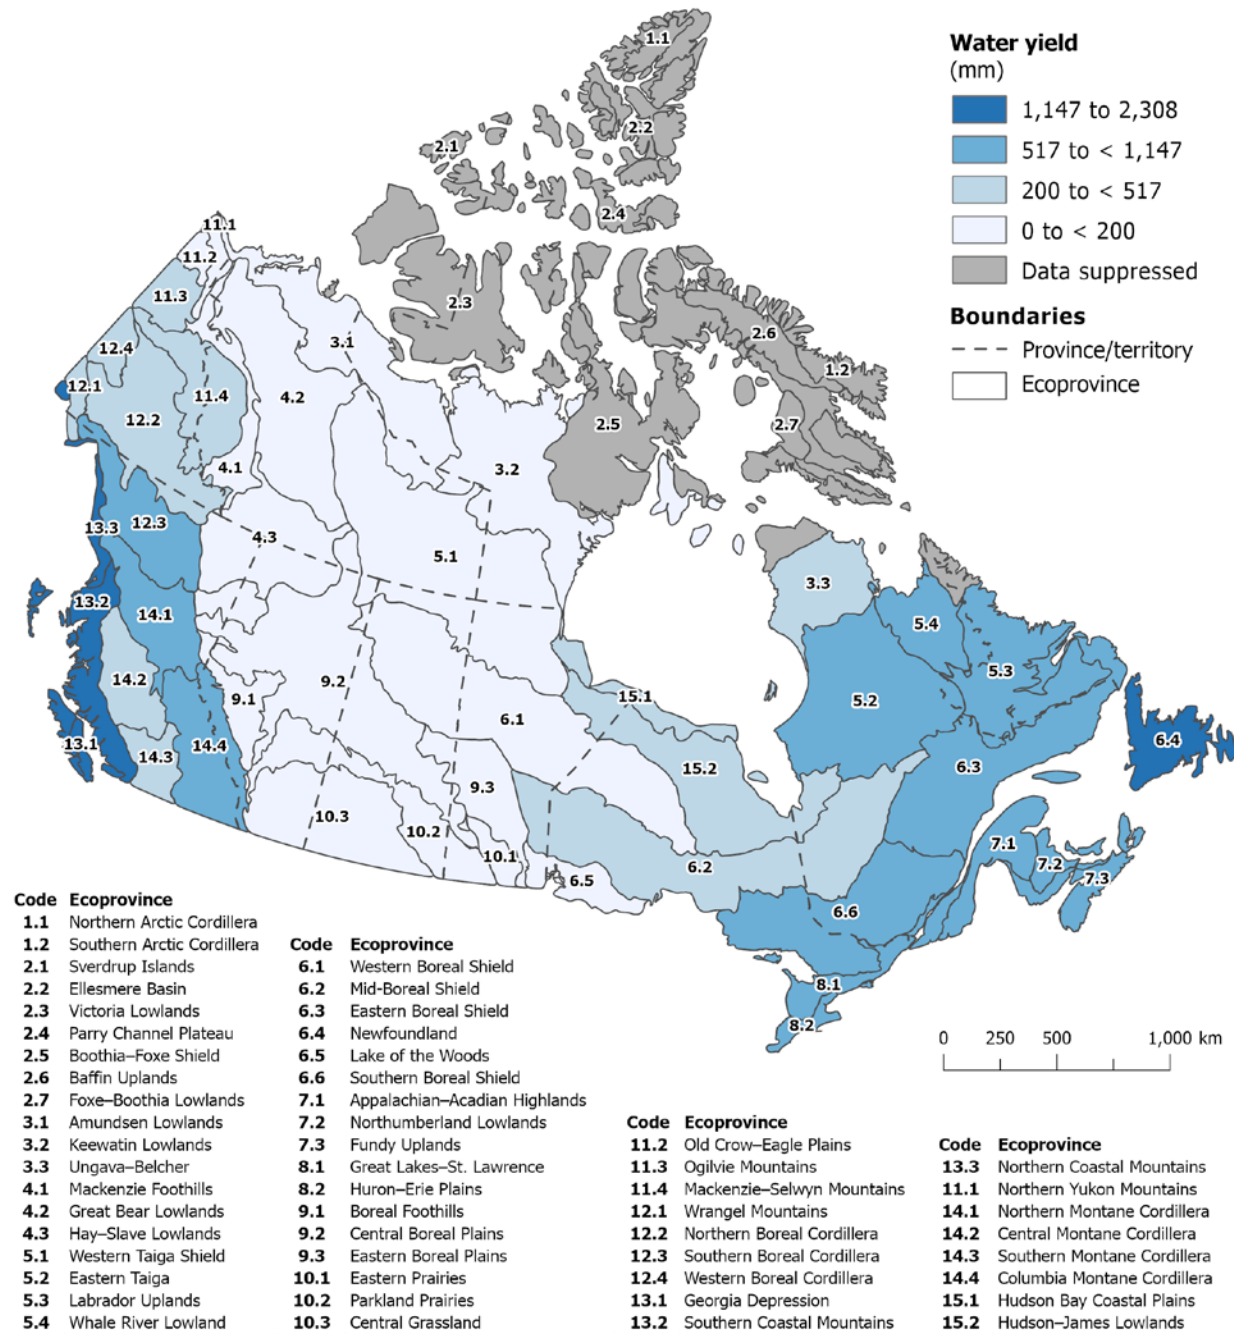 Water yield
(mm)
1,147 to 2,308
517 to < 1,147
200 to < 517
0 to < 200
Data suppressed
Boundaries
Province/territory
Ecoprovince
1.1
2.2
2.1
2.4
11.1
11.2
11.3
2.3
2.6
3.1
12.4
1.2
12.1
11.4
4.2
12.2
2.5
2.7
4.1
3.2
13.3
12.3
4.3
5.1
3.3
13.2
14.1
5.4
14.2
9.2
5.3
9.1
15.1
5.2
6.1
13.1
14.4
6.4
14.3
15.2
6.3
9.3
10.3
10.2
7.1
10.1
7.2
6.2
6.5
7.3
6.6
8.1
8.2
0 250 500 1,000 km
Code Ecoprovince
1.1 Northern Arctic Cordillera
1.2 Southern Arctic Cordillera
2.1 Sverdrup Islands
2.2 Ellesmere Basin
2.3 Victoria Lowlands
2.4 Parry Channel Plateau
2.5 Boothia–Foxe Shield
2.6 Baffin Uplands
2.7 Foxe–Boothia Lowlands
3.1 Amundsen Lowlands
3.2 Keewatin Lowlands
3.3 Ungava–Belcher
4.1 Mackenzie Foothills
4.2 Great Bear Lowlands
4.3 Hay–Slave Lowlands
5.1 Western Taiga Shield
5.2 Eastern Taiga
5.3 Labrador Uplands
5.4 Whale River Lowland
Code Ecoprovince
6.1 Western Boreal Shield
6.2 Mid-Boreal Shield
6.3 Eastern Boreal Shield
6.4 Newfoundland
6.5 Lake of the Woods
6.6 Southern Boreal Shield
7.1 Appalachian–Acadian Highlands
7.2 Northumberland Lowlands
7.3 Fundy Uplands
8.1 Great Lakes–St. Lawrence
8.2 Huron–Erie Plains
9.1 Boreal Foothills
9.2 Central Boreal Plains
9.3 Eastern Boreal Plains
10.1 Eastern Prairies
10.2 Parkland Prairies
10.3 Central Grassland
Code Ecoprovince
11.2 Old Crow–Eagle Plains
11.3 Ogilvie Mountains
11.4 Mackenzie–Selwyn Mountains
12.1 Wrangel Mountains
12.2 Northern Boreal Cordillera
12.3 Southern Boreal Cordillera
12.4 Western Boreal Cordillera
13.1 Georgia Depression
13.2 Southern Coastal Mountains
Code Ecoprovince
13.3 Northern Coastal Mountains
11.1 Northern Yukon Mountains
14.1 Northern Montane Cordillera
14.2 Central Montane Cordillera
14.3 Southern Montane Cordillera
14.4 Columbia Montane Cordillera
15.1 Hudson Bay Coastal Plains
15.2 Hudson–James Lowlands